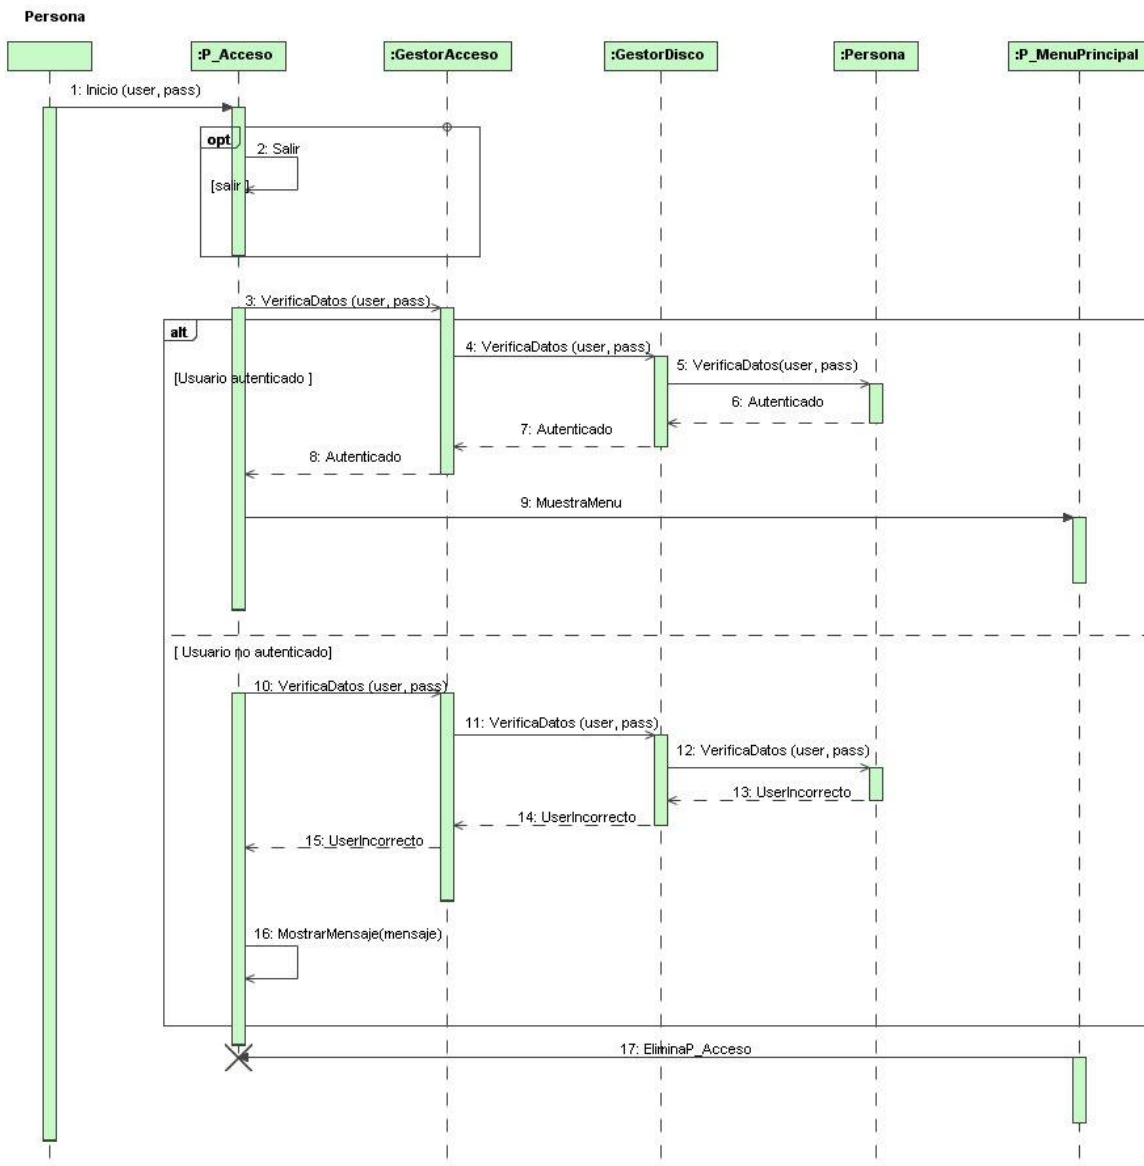 Persona
:P_Acceso
:GestorAcceso
:GestorDisco
:Persona
:P_MenuPrincipal
1: Inicio (user, pass)
opt
2: Salir
[salir ]
3: VerificaDatos (user, pass)
alt
4: VerificaDatos (user, pass)
5: VerificaDatos(user, pass)
[Usuario autenticado ]
6: Autenticado
7: Autenticado
8: Autenticado
9: MuestraMenu
[ Usuario no autenticado]
10: VerificaDatos (user, pass)
11: VerificaDatos (user, pass)
12: VerificaDatos (user, pass)
13: UserIncorrecto
14: UserIncorrecto
15: UserIncorrecto
16: MostrarMensaje(mensaje)
17: EliminaP_Acceso